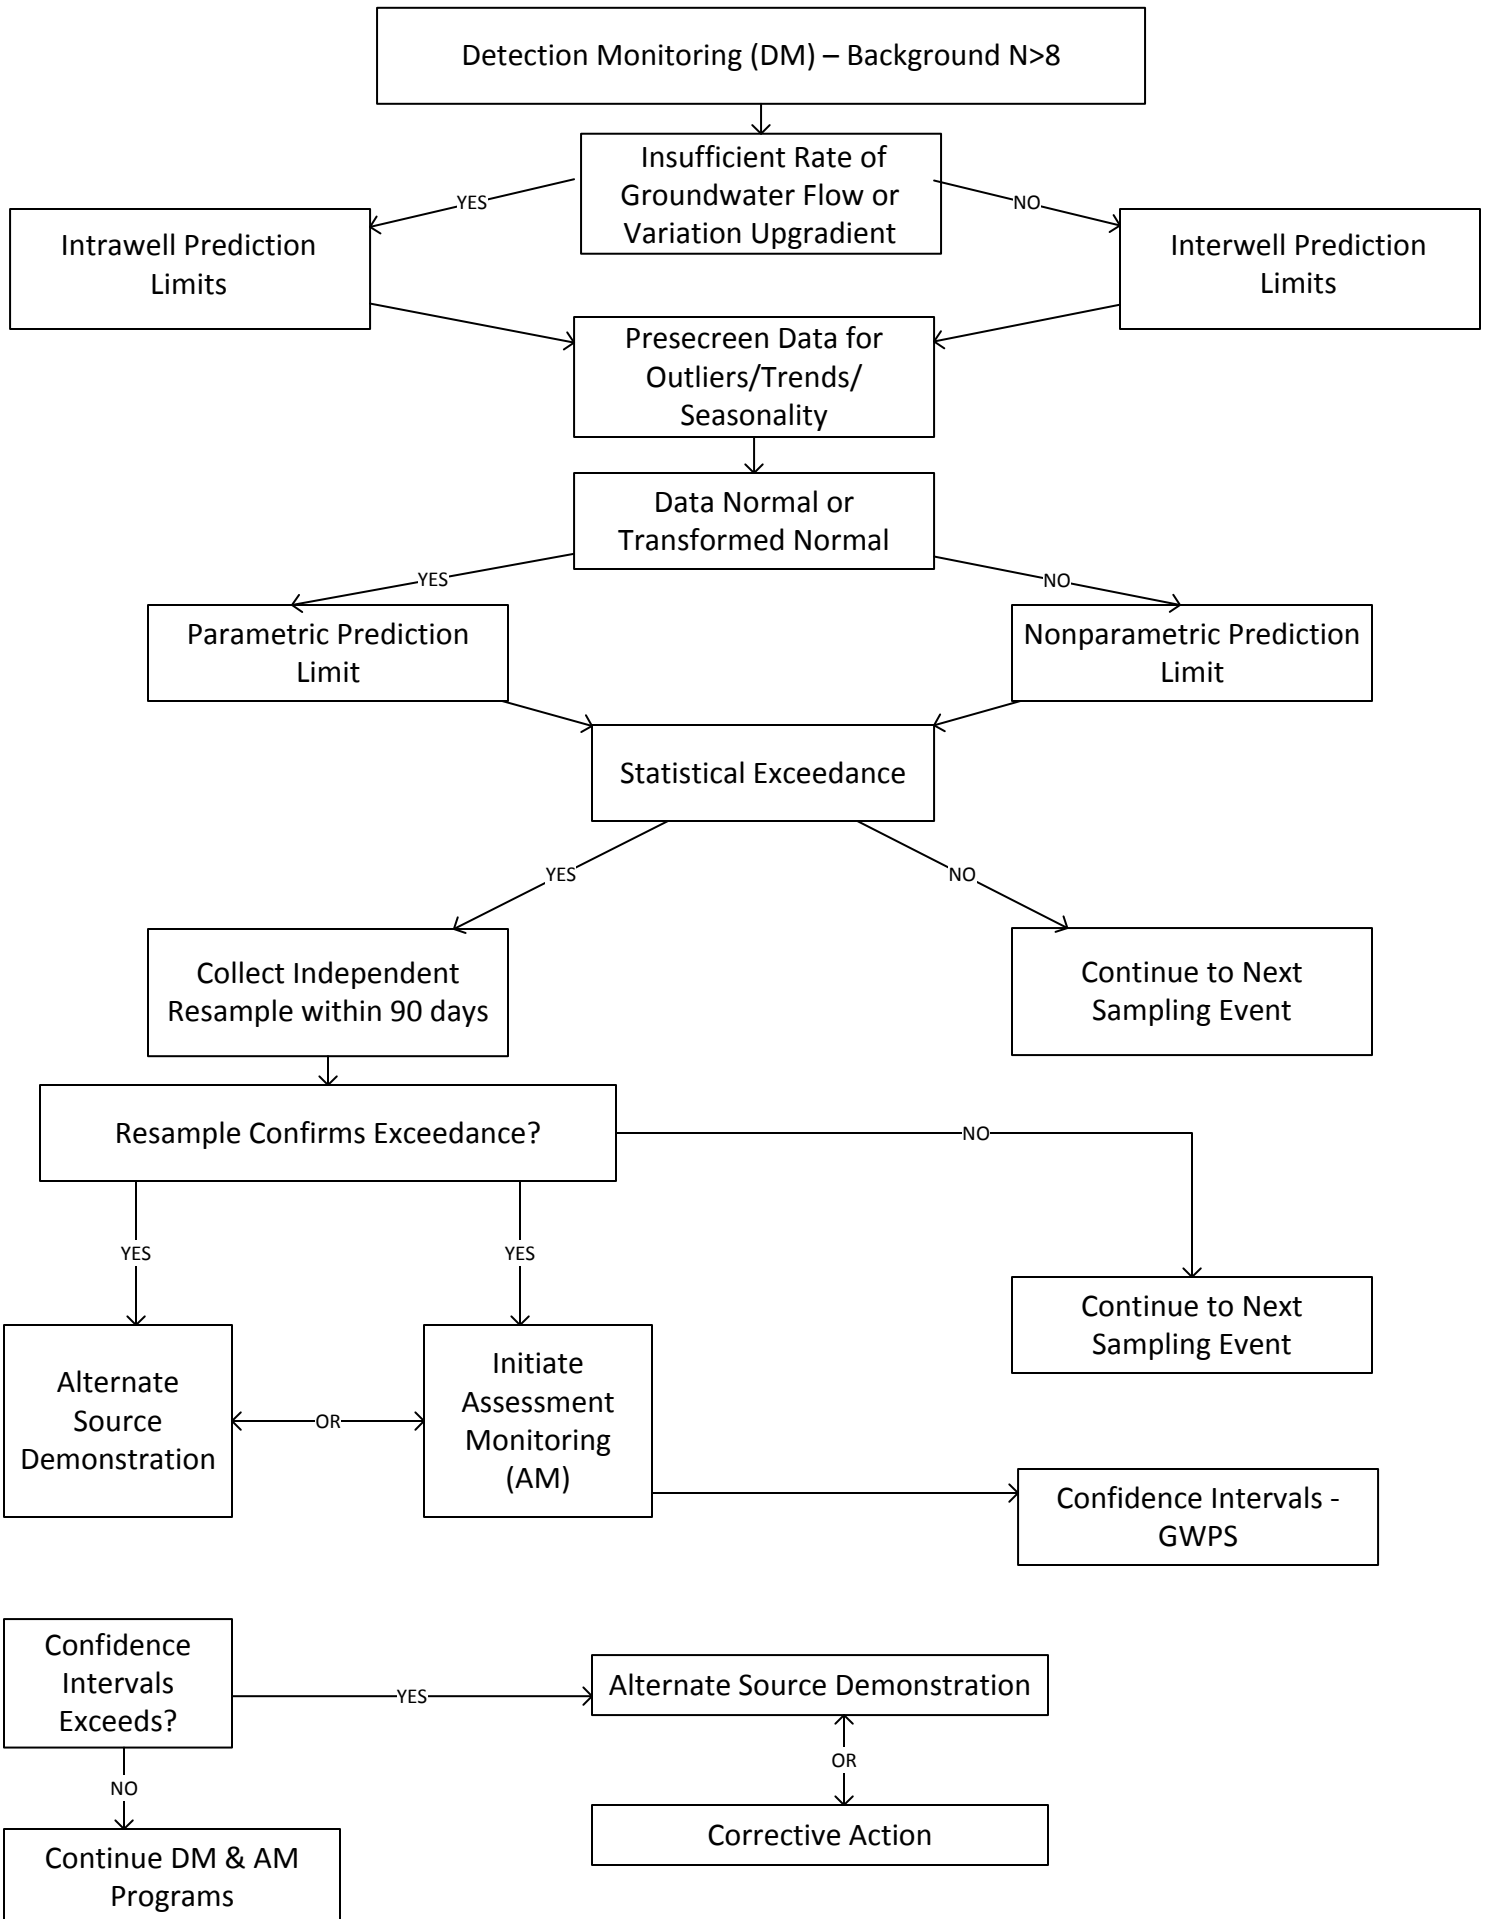 Detection Monitoring (DM) – Background N>8
Insufficient Rate of
Groundwater Flow or
Variation Upgradient
YES
NO
Intrawell Prediction
Limits
Interwell Prediction
Limits
Presecreen Data for
Outliers/Trends/
Seasonality
Data Normal or
Transformed Normal
YES
NO
Parametric Prediction
Limit
Nonparametric Prediction
Limit
Statistical Exceedance
YES
NO
Collect Independent
Resample within 90 days
Continue to Next
Sampling Event
Resample Confirms Exceedance?
NO
YES
YES
Continue to Next
Sampling Event
Alternate
Source
Demonstration
OR
Initiate
Assessment
Monitoring
(AM)
Confidence Intervals -
GWPS
Confidence
Intervals
Exceeds?
YES
Alternate Source Demonstration
OR
NO
Corrective Action
Continue DM & AM
Programs